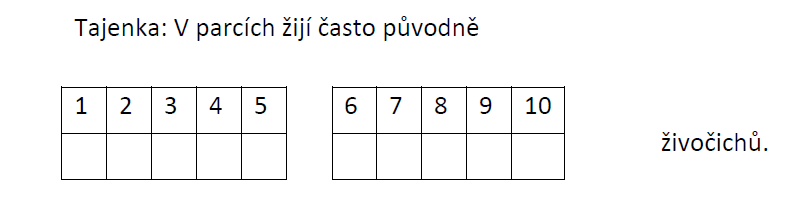 Tajenka: V parcích žijí často původně
1 2 3 4 5 6 7 8 9 10
živočichů.